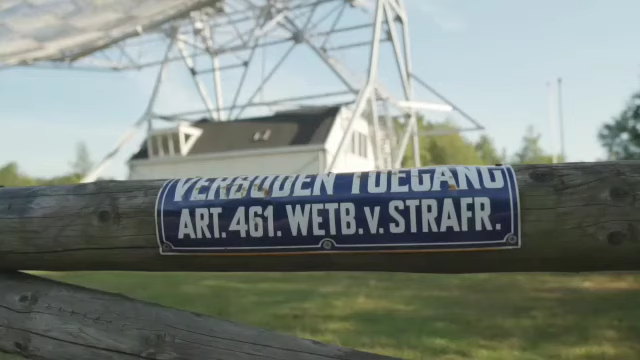 VERBODEN TOEGANG
ART. 461. WETB. v. STRAFR.